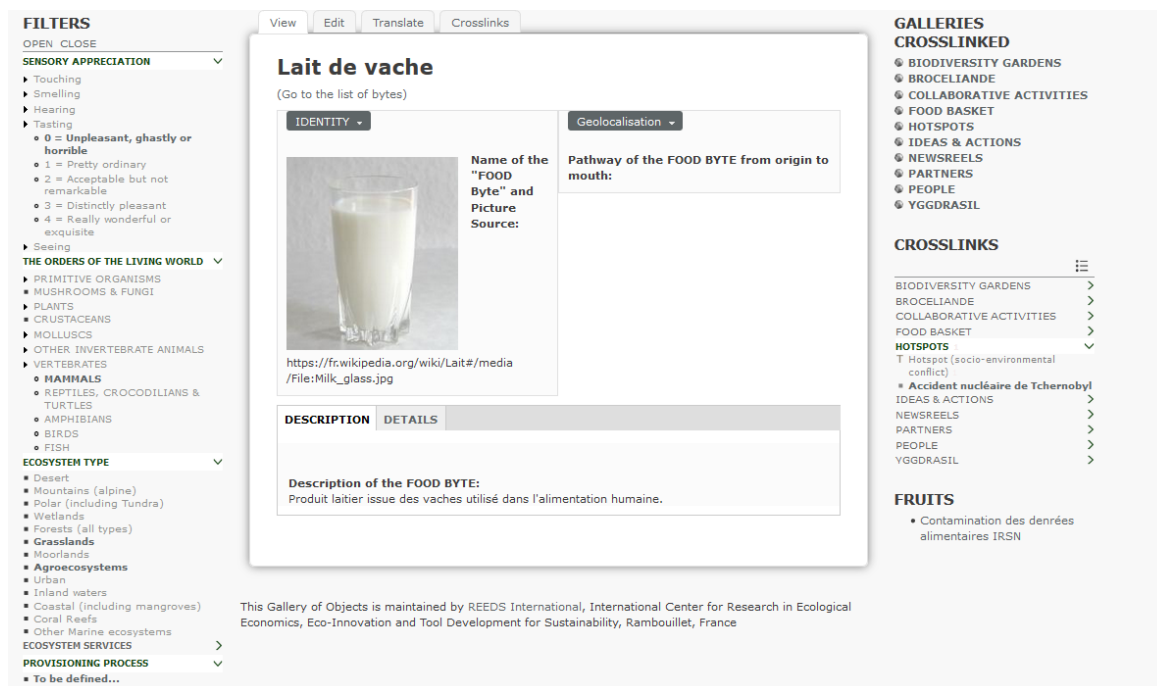 FILTERS
OPEN CLOSE
SENSORY APPRECIATION
Touching
Smelling
Hearing
Tasting
0 = Unpleasant, ghastly or
horrible
1 = Pretty ordinary
2 = Acceptable but not
remarkable
3 = Distinctly pleasant
4 = Really wonderful or
exquisite
Seeing
THE ORDERS OF THE LIVING WORLD
PRIMITIVE ORGANISMS
MUSHROOMS & FUNGI
PLANTS
CRUSTACEANS
MOLLUSCS
OTHER INVERTEBRATE ANIMALS
VERTEBRATES
MAMMALS
REPTILES, CROCODILIANS &
TURTLES
AMPHIBIANS
BIRDS
FISH
ECOSYSTEM TYPE
Desert
Mountains (alpine)
Polar (including Tundra)
Wetlands
Forests (all types)
Grasslands
Moorlands
Agroecosystems
Urban
Inland waters
Coastal (including mangroves)
Coral Reefs
Other Marine ecosystems
ECOSYSTEM SERVICES
PROVISIONING PROCESS
To be defined...
View Edit Translate Crosslinks
Lait de vache
(Go to the list of bytes)
IDENTITY
Name of the
"FOOD
Byte" and
Picture
Source:
https://fr.wikipedia.org/wiki/Lait#/media
/File:Milk_glass.jpg
Geolocalisation
Pathway of the FOOD BYTE from origin to
mouth:
DESCRIPTION DETAILS
Description of the FOOD BYTE:
Produit laitier issue des vaches utilisé dans l'alimentation humaine.
This Gallery of Objects is maintained by REEDS International, International Center for Research in Ecological
Economics, Eco-Innovation and Tool Development for Sustainability, Rambouillet, France
GALLERIES
CROSSLINKED
BIODIVERSITY GARDENS
BROCELIANDE
COLLABORATIVE ACTIVITIES
FOOD BASKET
HOTSPOTS
IDEAS & ACTIONS
NEWSREELS
PARTNERS
PEOPLE
YGGDRASIL
CROSSLINKS
BIODIVERSITY GARDENS
BROCELIANDE
COLLABORATIVE ACTIVITIES
FOOD BASKET
HOTSPOTS
T Hotspot (socio-environmental
conflict)
Accident nucléaire de Tchernobyl
IDEAS & ACTIONS
NEWSREELS
PARTNERS
PEOPLE
YGGDRASIL
FRUITS
Contamination des denrées
alimentaires IRSN